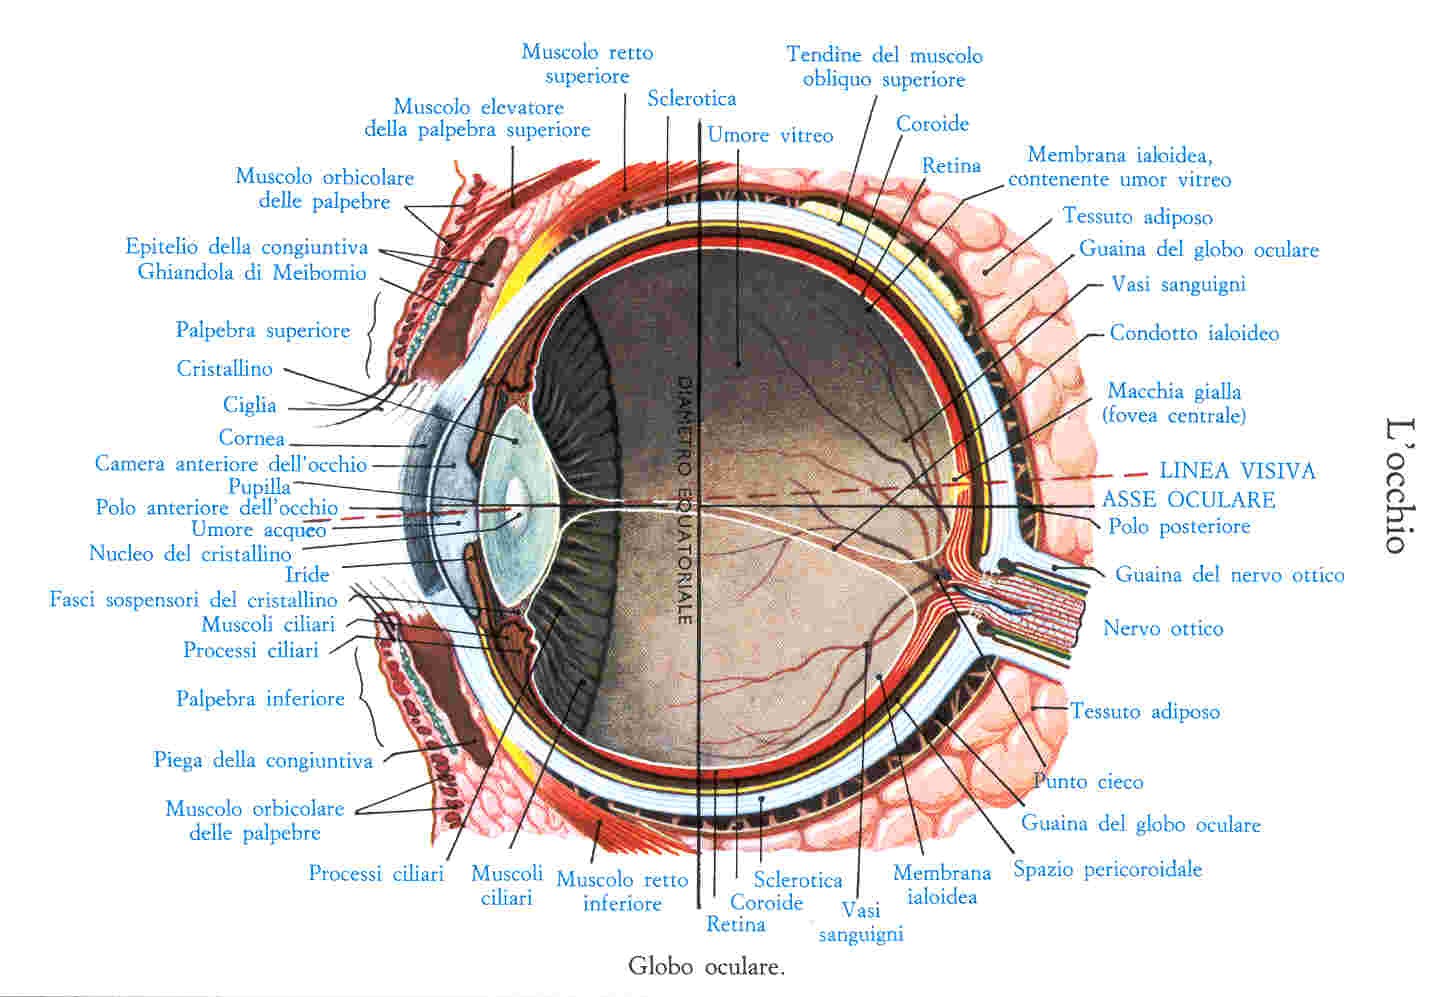 Muscolo retto
superiore
Tendine del muscolo
obliquo superiore
Sclerotica
Muscolo elevatore
della palpebra superiore
Umore vitreo
Coroide
Retina
Membrana ialoidea,
contenente umor vitreo
Muscolo orbicolare
delle palpebre
Tessuto adiposo
Epitelio della congiuntiva
Guaina del globo oculare
Ghiandola di Meibomio
Vasi sanguigni
Palpebra superiore
Condotto ialoideo
Cristallino
Macchia gialla
(fovea centrale)
Ciglia
Cornea
Camera anteriore dell'occhio
LINEA VISIVA
Pupilla
ASSE OCULARE
Polo anteriore dell'occhio
Umore acqueo
Polo posteriore
Nucleo del cristallino
Iride
Guaina del nervo ottico
Fasci sospensori del cristallino
Muscoli ciliari
Nervo ottico
Processi ciliari
Palpebra inferiore
Tessuto adiposo
Piega della congiuntiva
Punto cieco
Muscolo orbicolare
delle palpebre
Guaina del globo oculare
Processi ciliari
Muscoli
ciliari
Muscolo retto
inferiore
Sclerotica
Coroide
Retina
Vasi
sanguigni
Membrana
ialoidea
Spazio pericoroidale
DIAMETRO EQUATORIALE
L'occhio
Globo oculare.